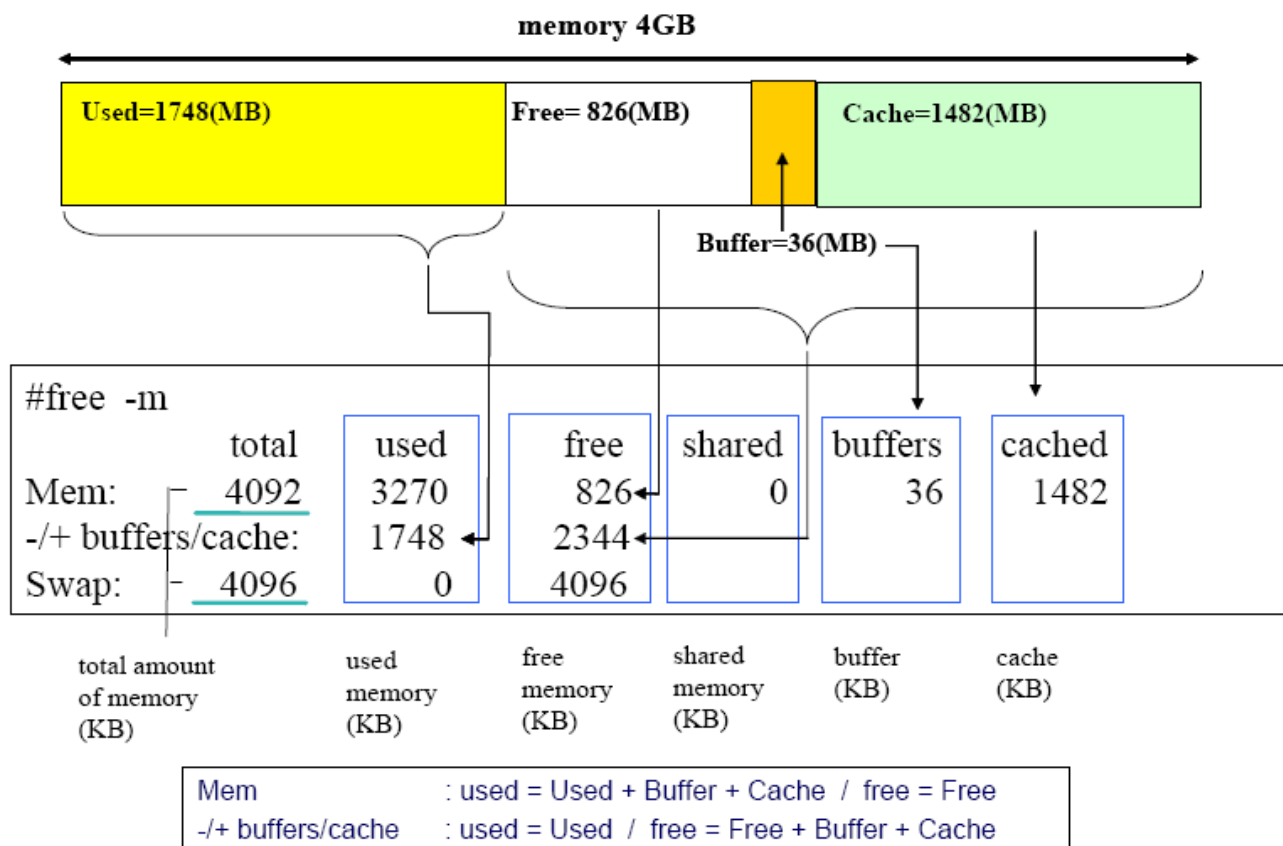 memory 4GB
Used=1748(MB) Free= 826(MB) Cache=1482(MB)
Buffer=36(MB)
#free -m
total used free shared buffers cached
Mem: 4092 3270 826 0 36 1482
-/+ buffers/cache: 1748 2344
Swap: 4096 0 4096
total amount of memory (KB)
used memory (KB)
free memory (KB)
shared memory (KB)
buffer (KB)
cache (KB)
Mem : used = Used + Buffer + Cache / free = Free
-/+ buffers/cache : used = Used / free = Free + Buffer + Cache